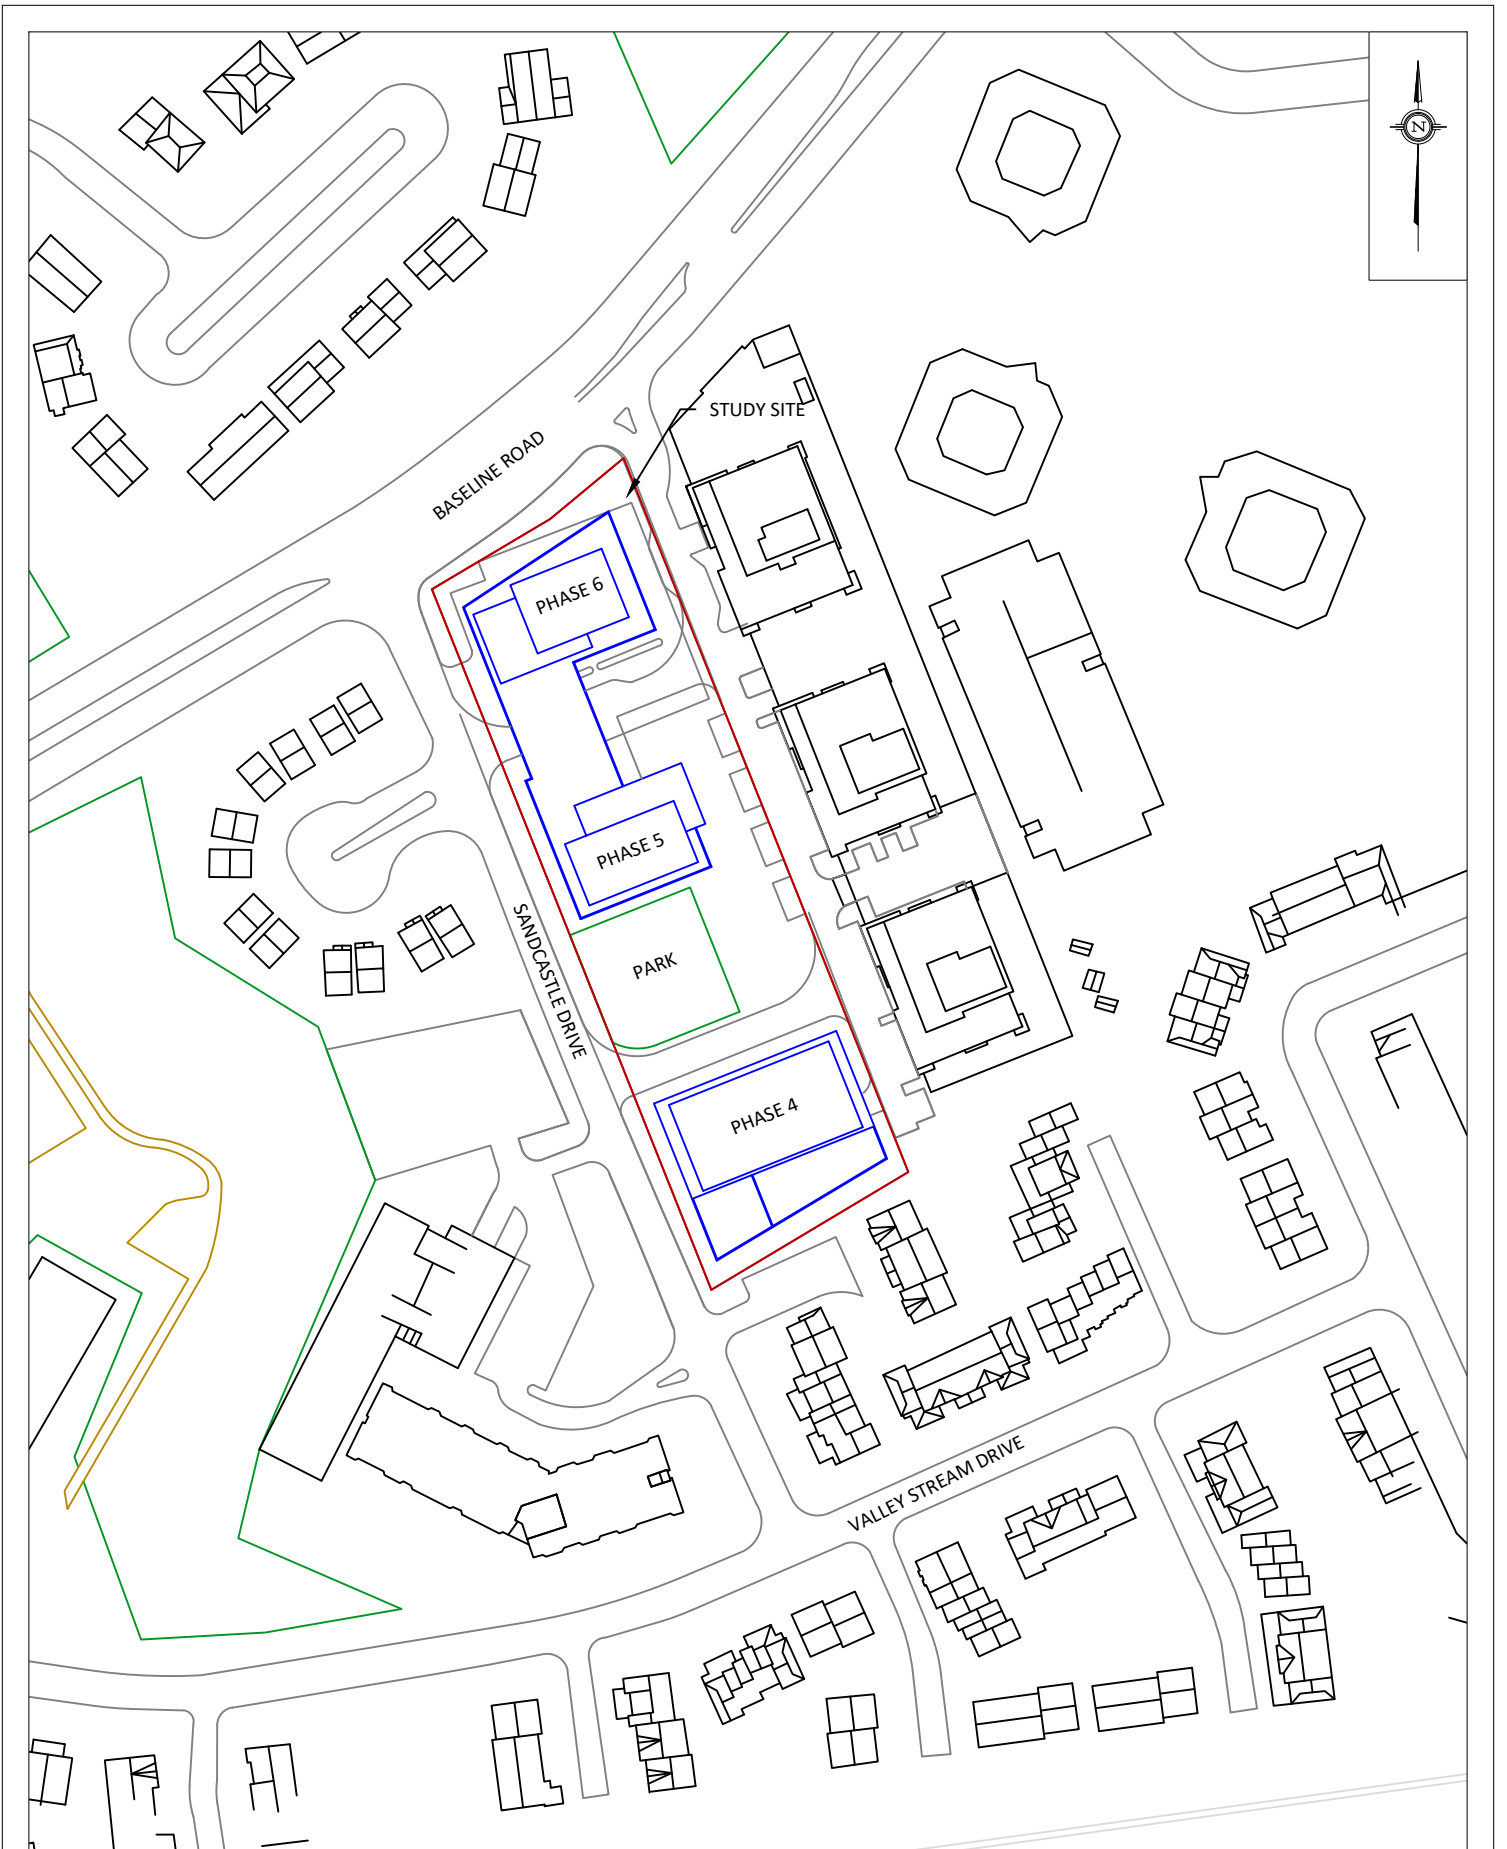 N
STUDY SITE
BASELINE ROAD
PHASE 6
PHASE 5
SANDCASTLE DRIVE
PARK
PHASE 4
VALLEY STREAM DRIVE